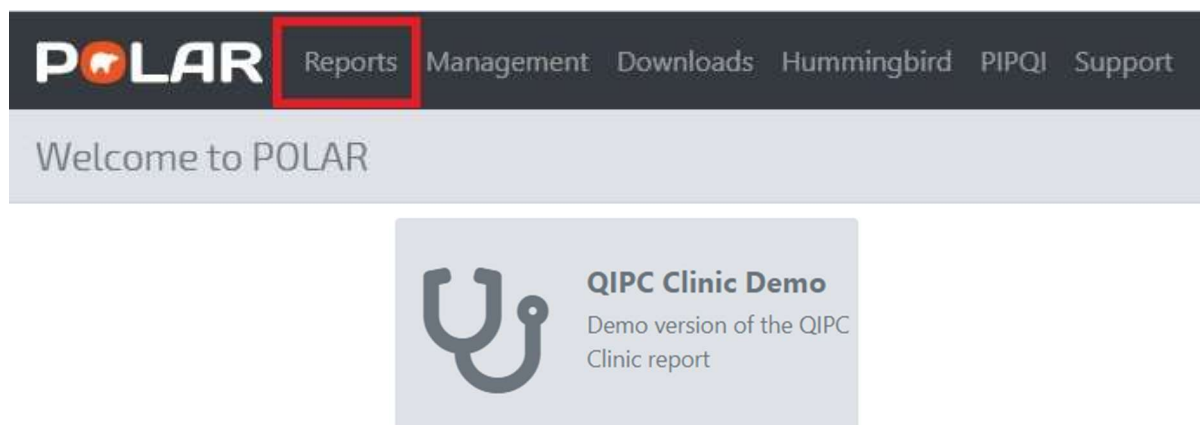 POLAR Reports Management Downloads Hummingbird PIPQI Support
Welcome to POLAR
QIPC Clinic Demo
Demo version of the QIPC
Clinic report